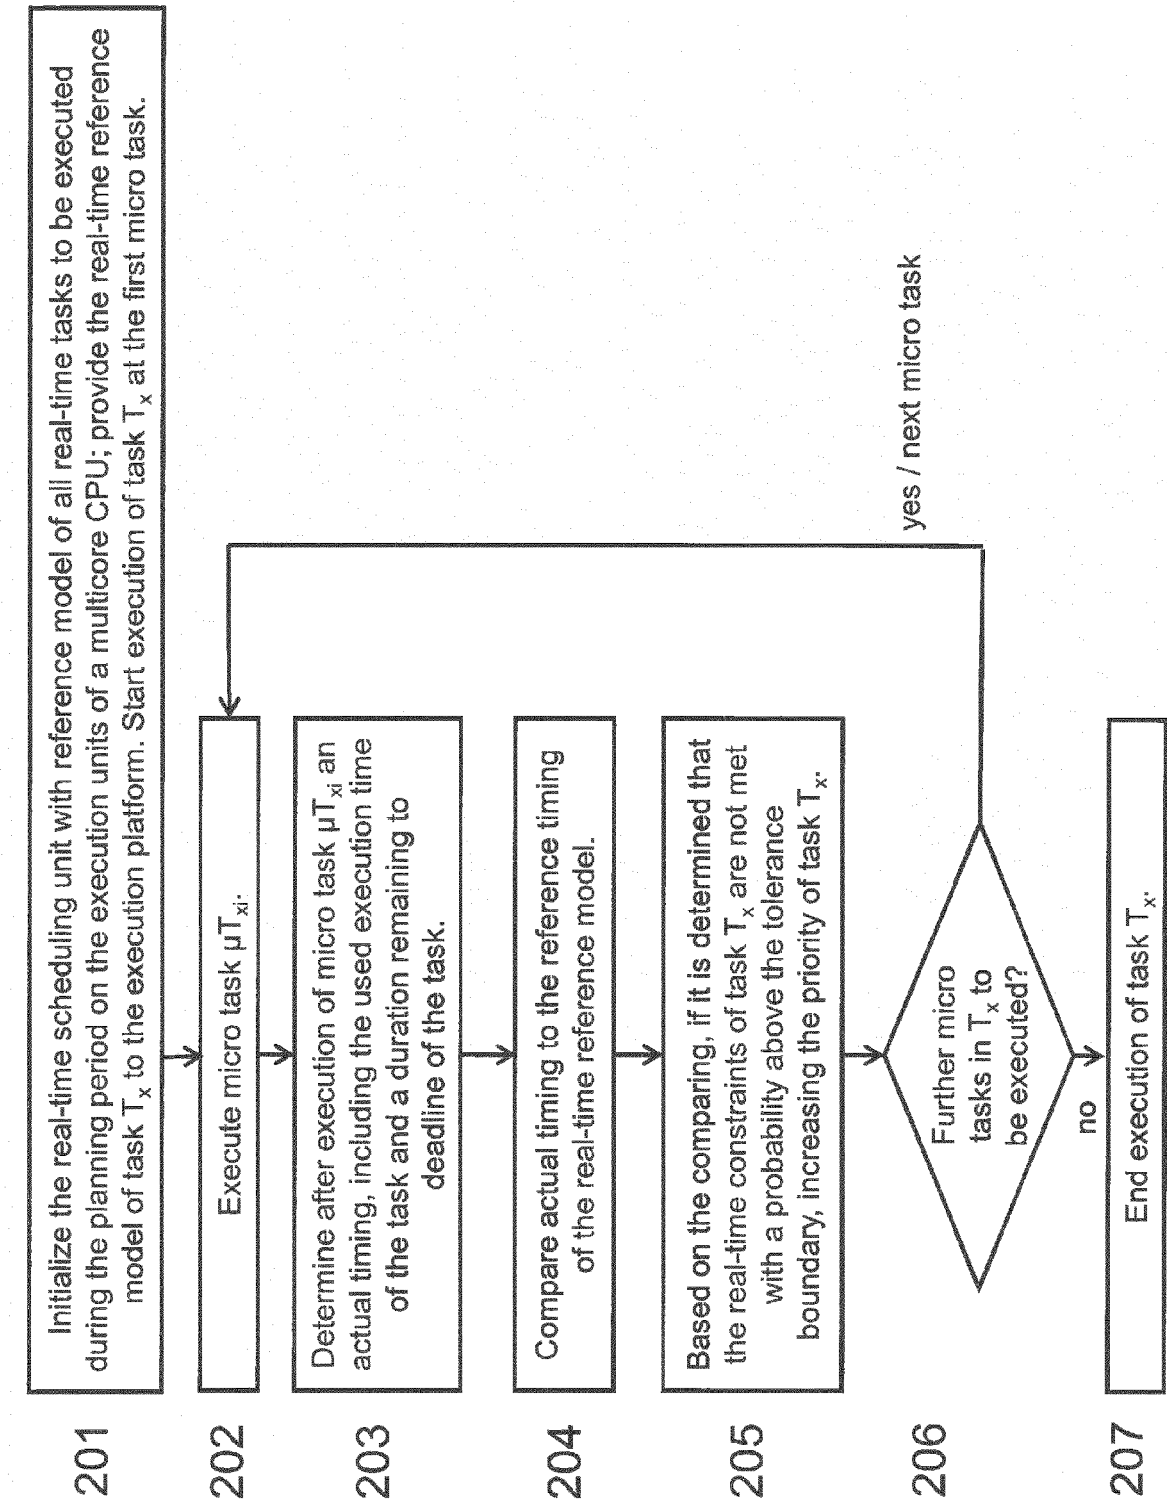 201
Initialize the real-time scheduling unit with reference model of all real-time tasks to be executed
during the planning period on the execution units of a multicore CPU; provide the real-time reference
model of task Tx to the execution platform. Start execution of task Tx at the first micro task.
202
Execute micro task µTxi.
203
Determine after execution of micro task µTxi an
actual timing, including the used execution time
of the task and a duration remaining to
deadline of the task.
204
Compare actual timing to the reference timing
of the real-time reference model.
205
Based on the comparing, if it is determined that
the real-time constraints of task Tx are not met
with a probability above the tolerance
boundary, increasing the priority of task Tx.
206
Further micro
tasks in Tx to
be executed?
yes / next micro task
no
207
End execution of task Tx.